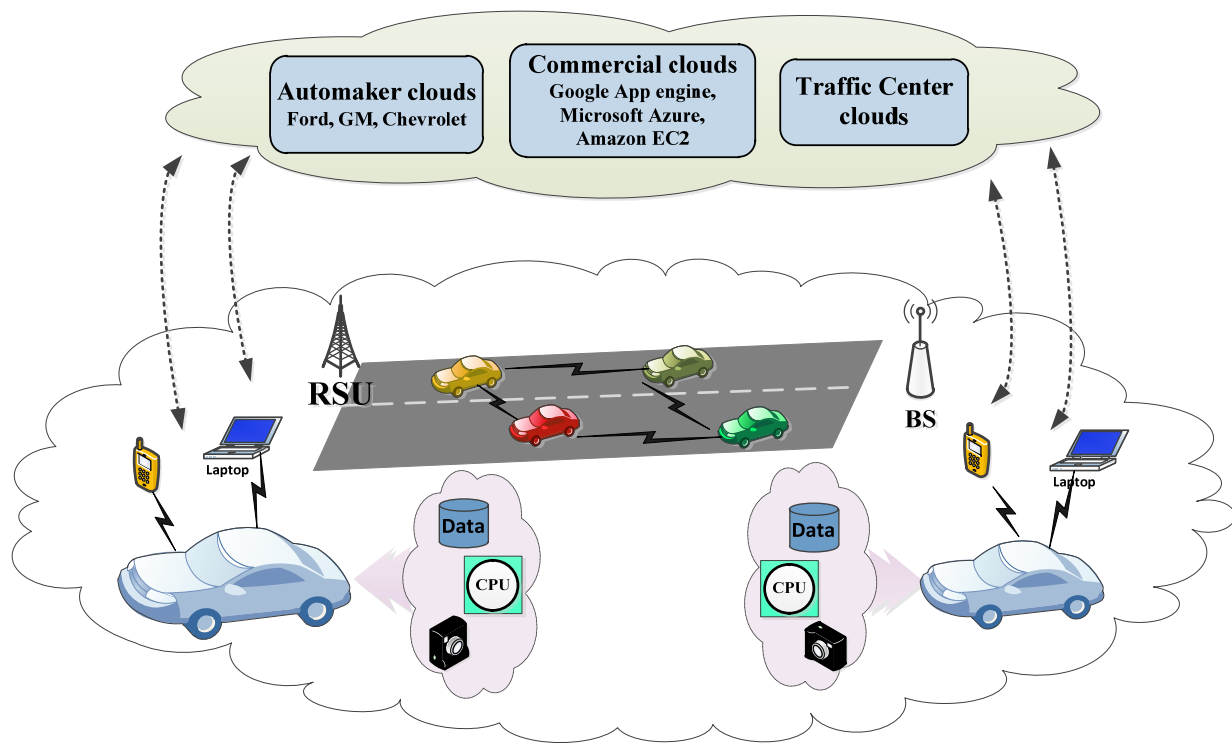 Automaker clouds
Ford, GM, Chevrolet
Commercial clouds
Google App engine,
Microsoft Azure,
Amazon EC2
Traffic Center
clouds
RSU
BS
Laptop
Laptop
Data
CPU
Data
CPU